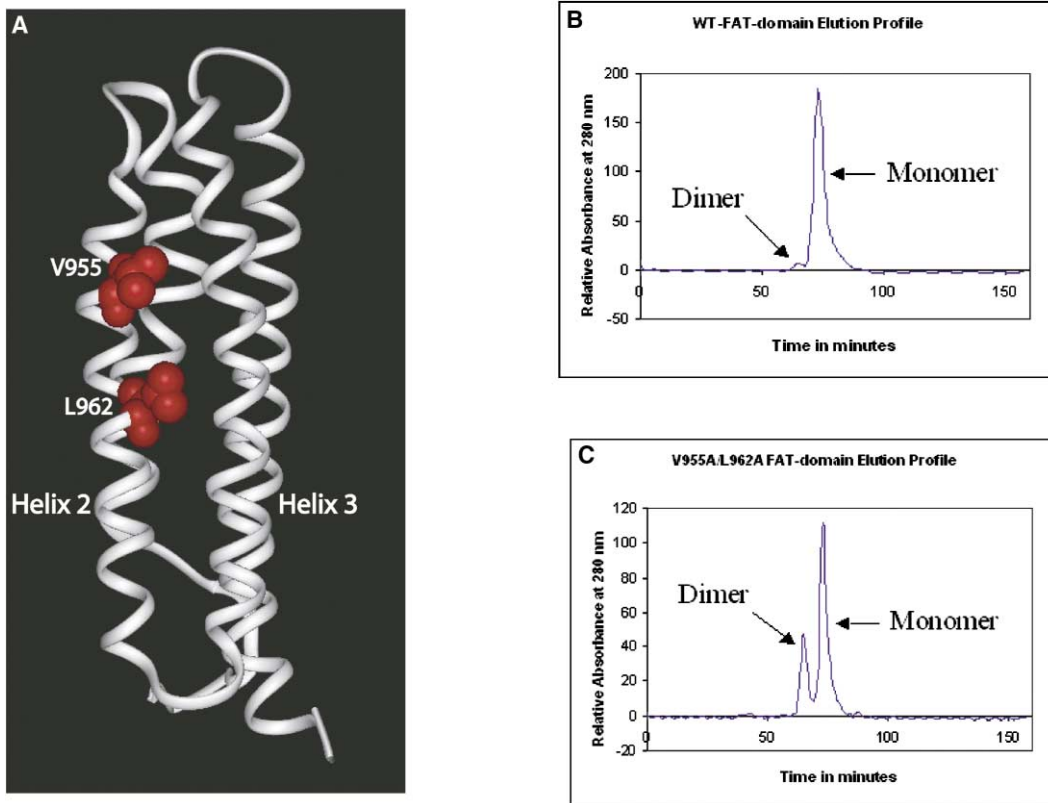 A
V955
L962
Helix 2
Helix 3
B
WT-FAT-domain Elution Profile
Relative Absorbance at 280 nm
200
150
100
50
0
-50
0
50
100
150
Dimer
Monomer
Time in minutes
C
V955A/L962A FAT-domain Elution Profile
Relative Absorbance at 280 nm
120
100
80
60
40
20
0
-20
0
50
100
150
Dimer
Monomer
Time in minutes